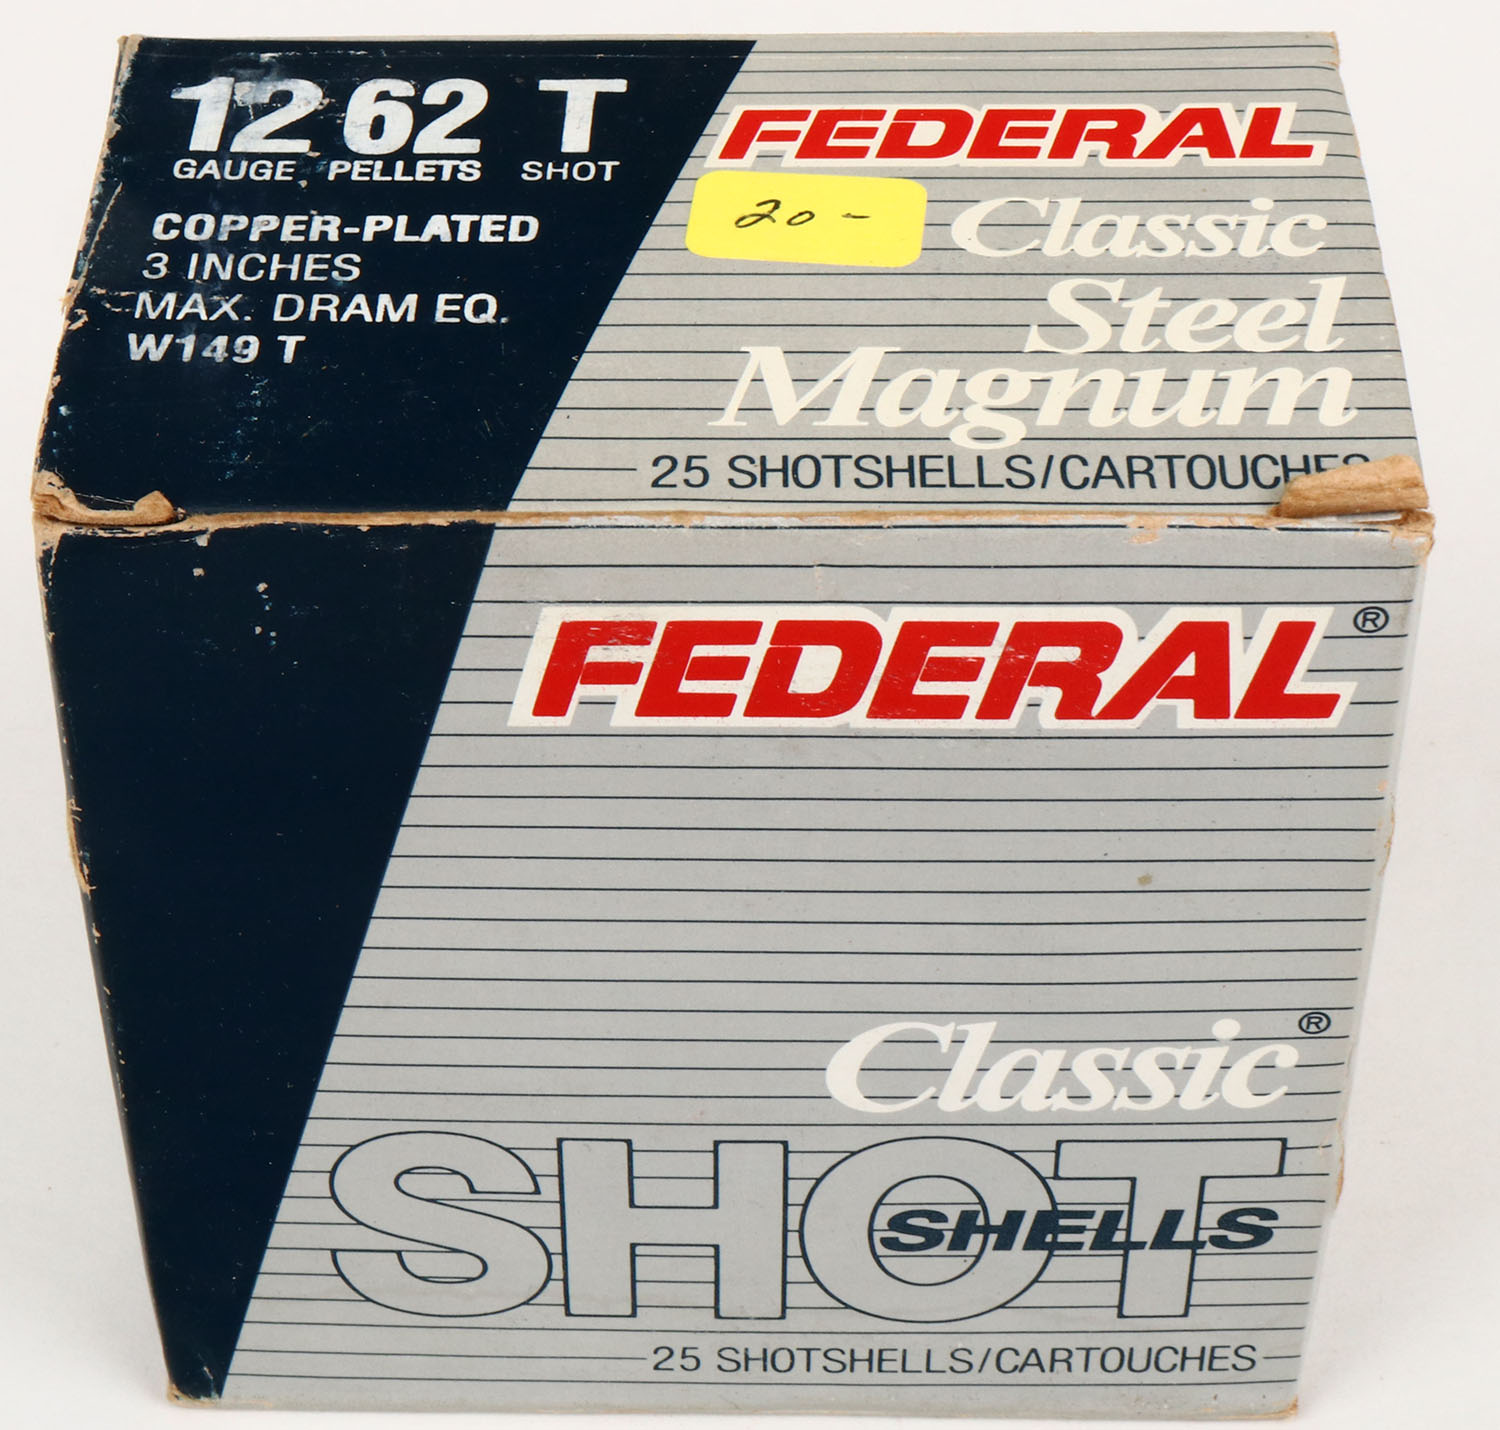 12 62 T
GAUGE PELLETS SHOT
COPPER-PLATED
3 INCHES
MAX. DRAM EQ.
W149 T
FEDERAL
20-
Classic
Steel
Magnum
25 SHOTSHELLS/CARTOUCHES
FEDERAL®
Classic®
SHOT
SHELLS
25 SHOTSHELLS/CARTOUCHES